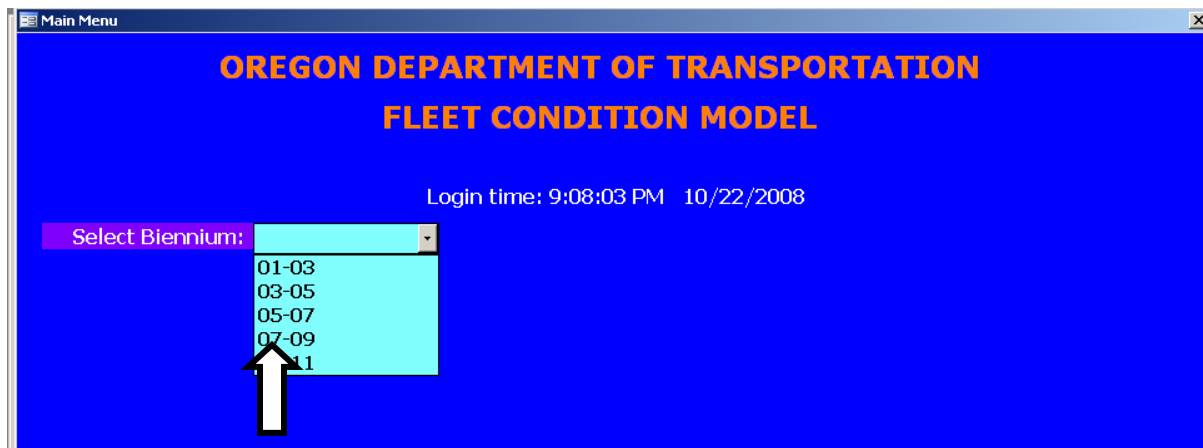 Main Menu
OREGON DEPARTMENT OF TRANSPORTATION
FLEET CONDITION MODEL
Login time: 9:08:03 PM 10/22/2008
Select Biennium:
01-03
03-05
05-07
07-09
11